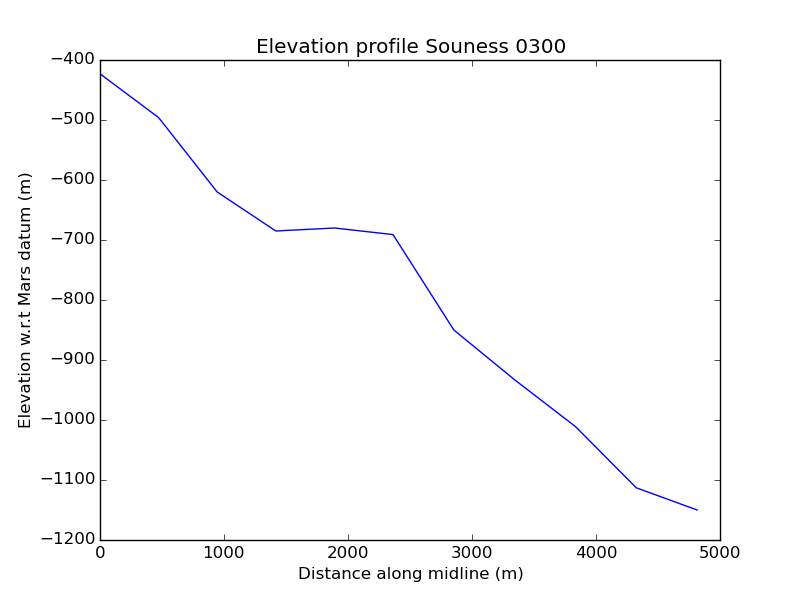 Elevation profile Souness 0300
−400
−500
−600
−700
−800
−900
−1000
−1100
−1200
Elevation w.r.t Mars datum (m)
0 1000 2000 3000 4000 5000
Distance along midline (m)